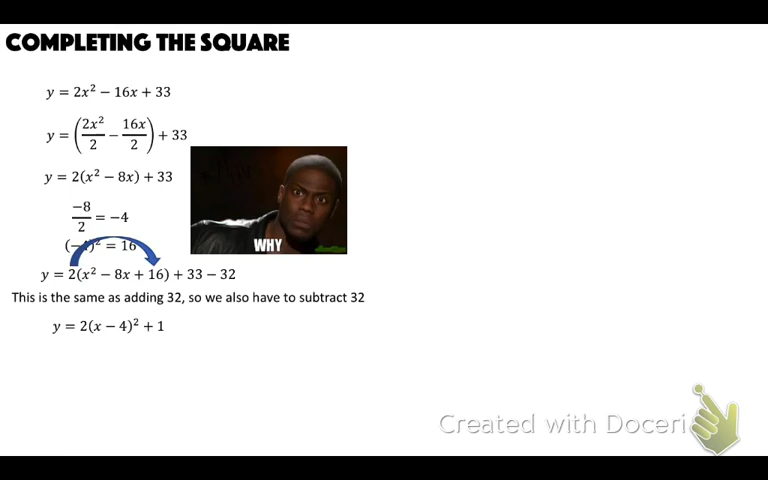 COMPLETING THE SQUARE
y = 2x² − 16x + 33
y = (2x²/2 − 16x/2) + 33
y = 2(x² − 8x) + 33
−8/2 = −4
(−4)² = 16
WHY
y = 2(x² − 8x + 16) + 33 − 32
This is the same as adding 32, so we also have to subtract 32
y = 2(x − 4)² + 1
Created with Doceri